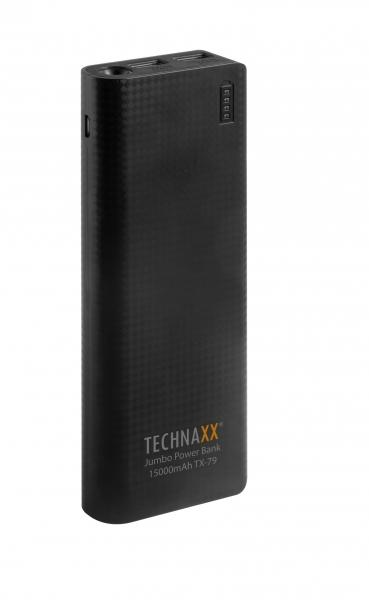 TECHNAXX®
Jumbo Power Bank
15000mAh TX-79